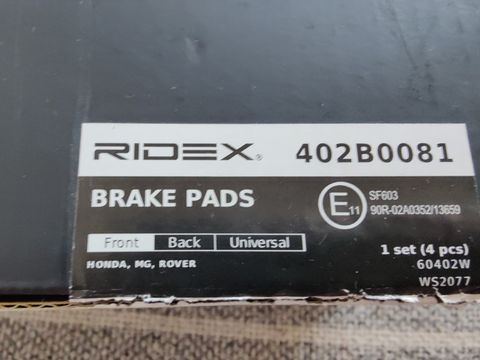 RIDEX® 402B0081
BRAKE PADS
E11 SF603
90R-02A0352/13659
Front Back Universal
HONDA, MG, ROVER
1 set (4 pcs)
60402W
WS2077